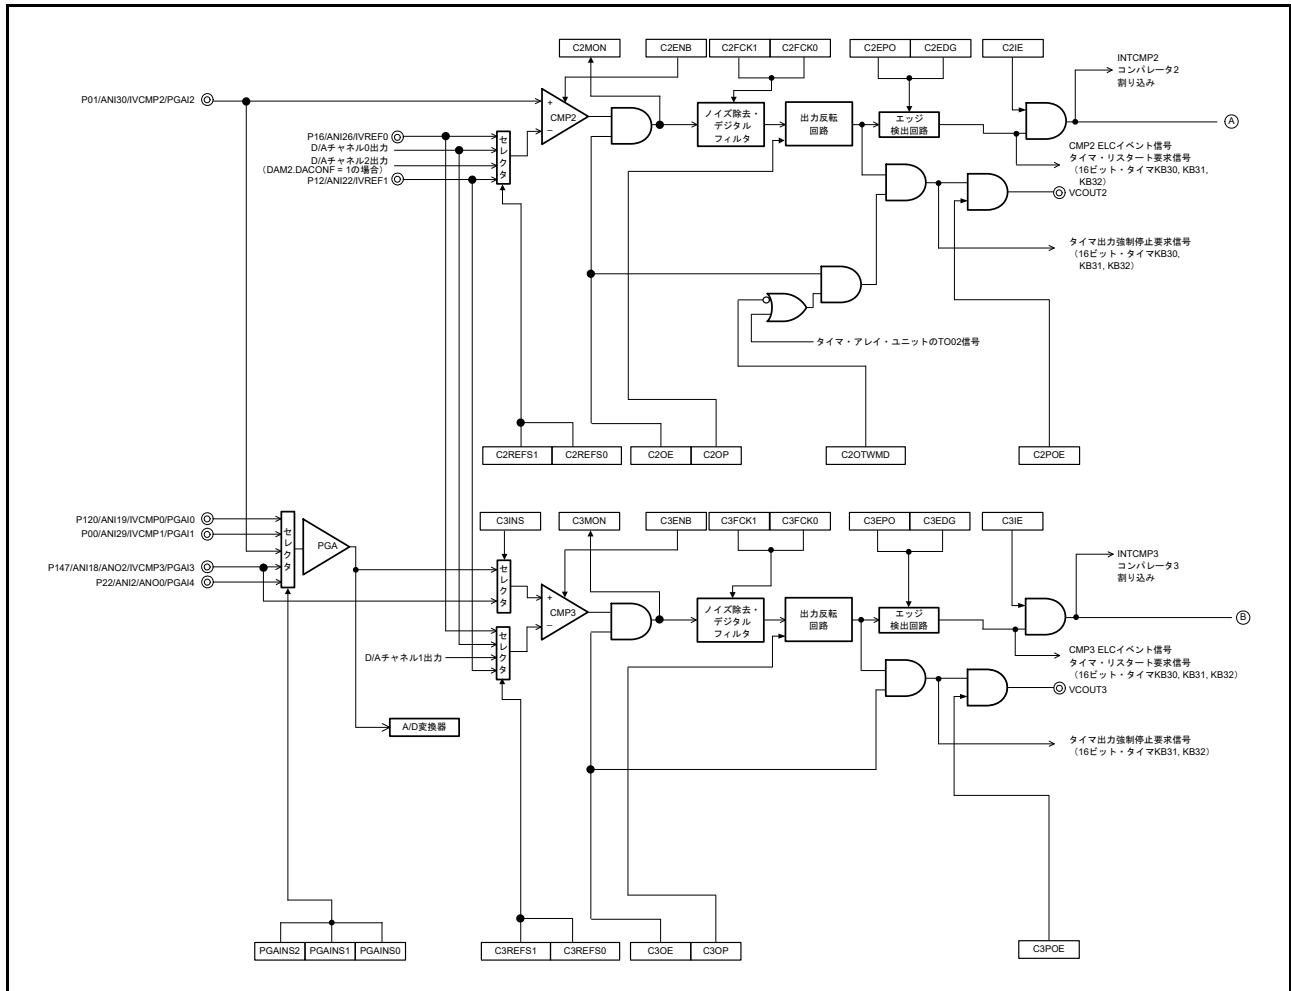 C2MON
C2ENB
C2FCK1 C2FCK0
C2EPO C2EDG
C2IE
INTCMP2
コンパレータ2
割り込み
P01/ANI30/IVCMP2/PGAI2
+
CMP2
−
ノイズ除去・
デジタル
フィルタ
出力反転
回路
エッジ
検出回路
A
P16/ANI26/IVREF0
D/Aチャネル0出力
D/Aチャネル2出力
(DAM2.DACONF = 1の場合)
P12/ANI22/IVREF1
セレクタ
CMP2 ELCイベント信号
タイマ・リスタート要求信号
(16ビット・タイマKB30, KB31,
KB32)
VCOUT2
タイマ出力強制停止要求信号
(16ビット・タイマKB30,
KB31, KB32)
タイマ・アレイ・ユニットのTO02信号
C2REFS1 C2REFS0
C2OE C2OP
C2OTWMD
C2POE
P120/ANI19/IVCMP0/PGAI0
P00/ANI29/IVCMP1/PGAI1
P147/ANI18/ANO2/IVCMP3/PGAI3
P22/ANI2/ANO0/PGAI4
セレクタ
PGA
C3INS
C3MON
C3ENB
C3FCK1 C3FCK0
C3EPO C3EDG
C3IE
INTCMP3
コンパレータ3
割り込み
セレクタ
+
CMP3
−
ノイズ除去・
デジタル
フィルタ
出力反転
回路
エッジ
検出回路
B
セレクタ
D/Aチャネル1出力
CMP3 ELCイベント信号
タイマ・リスタート要求信号
(16ビット・タイマKB30, KB31, KB32)
VCOUT3
A/D変換器
タイマ出力強制停止要求信号
(16ビット・タイマKB31, KB32)
PGAINS2 PGAINS1 PGAINS0
C3REFS1 C3REFS0
C3OE C3OP
C3POE